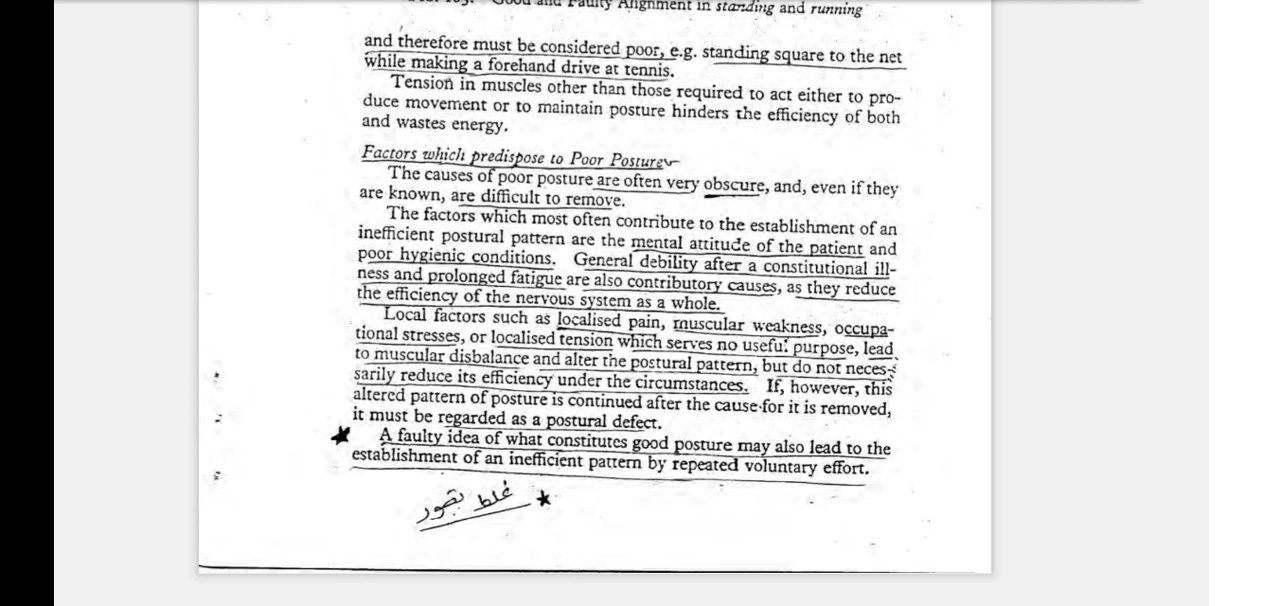 Good and Faulty Alignment in standing and running
and therefore must be considered poor, e.g. standing square to the net
while making a forehand drive at tennis.
Tension in muscles other than those required to act either to pro-
duce movement or to maintain posture hinders the efficiency of both
and wastes energy.
Factors which predispose to Poor Posture
The causes of poor posture are often very obscure, and, even if they
are known, are difficult to remove.
The factors which most often contribute to the establishment of an
inefficient postural pattern are the mental attitude of the patient and
poor hygienic conditions. General debility after a constitutional ill-
ness and prolonged fatigue are also contributory causes, as they reduce
the efficiency of the nervous system as a whole.
Local factors such as localised pain, muscular weakness, occupa-
tional stresses, or localised tension which serves no useful purpose, lead
to muscular disbalance and alter the postural pattern, but do not neces-
sarily reduce its efficiency under the circumstances. If, however, this
altered pattern of posture is continued after the cause for it is removed,
it must be regarded as a postural defect.
A faulty idea of what constitutes good posture may also lead to the
establishment of an inefficient pattern by repeated voluntary effort.
غلط تصور